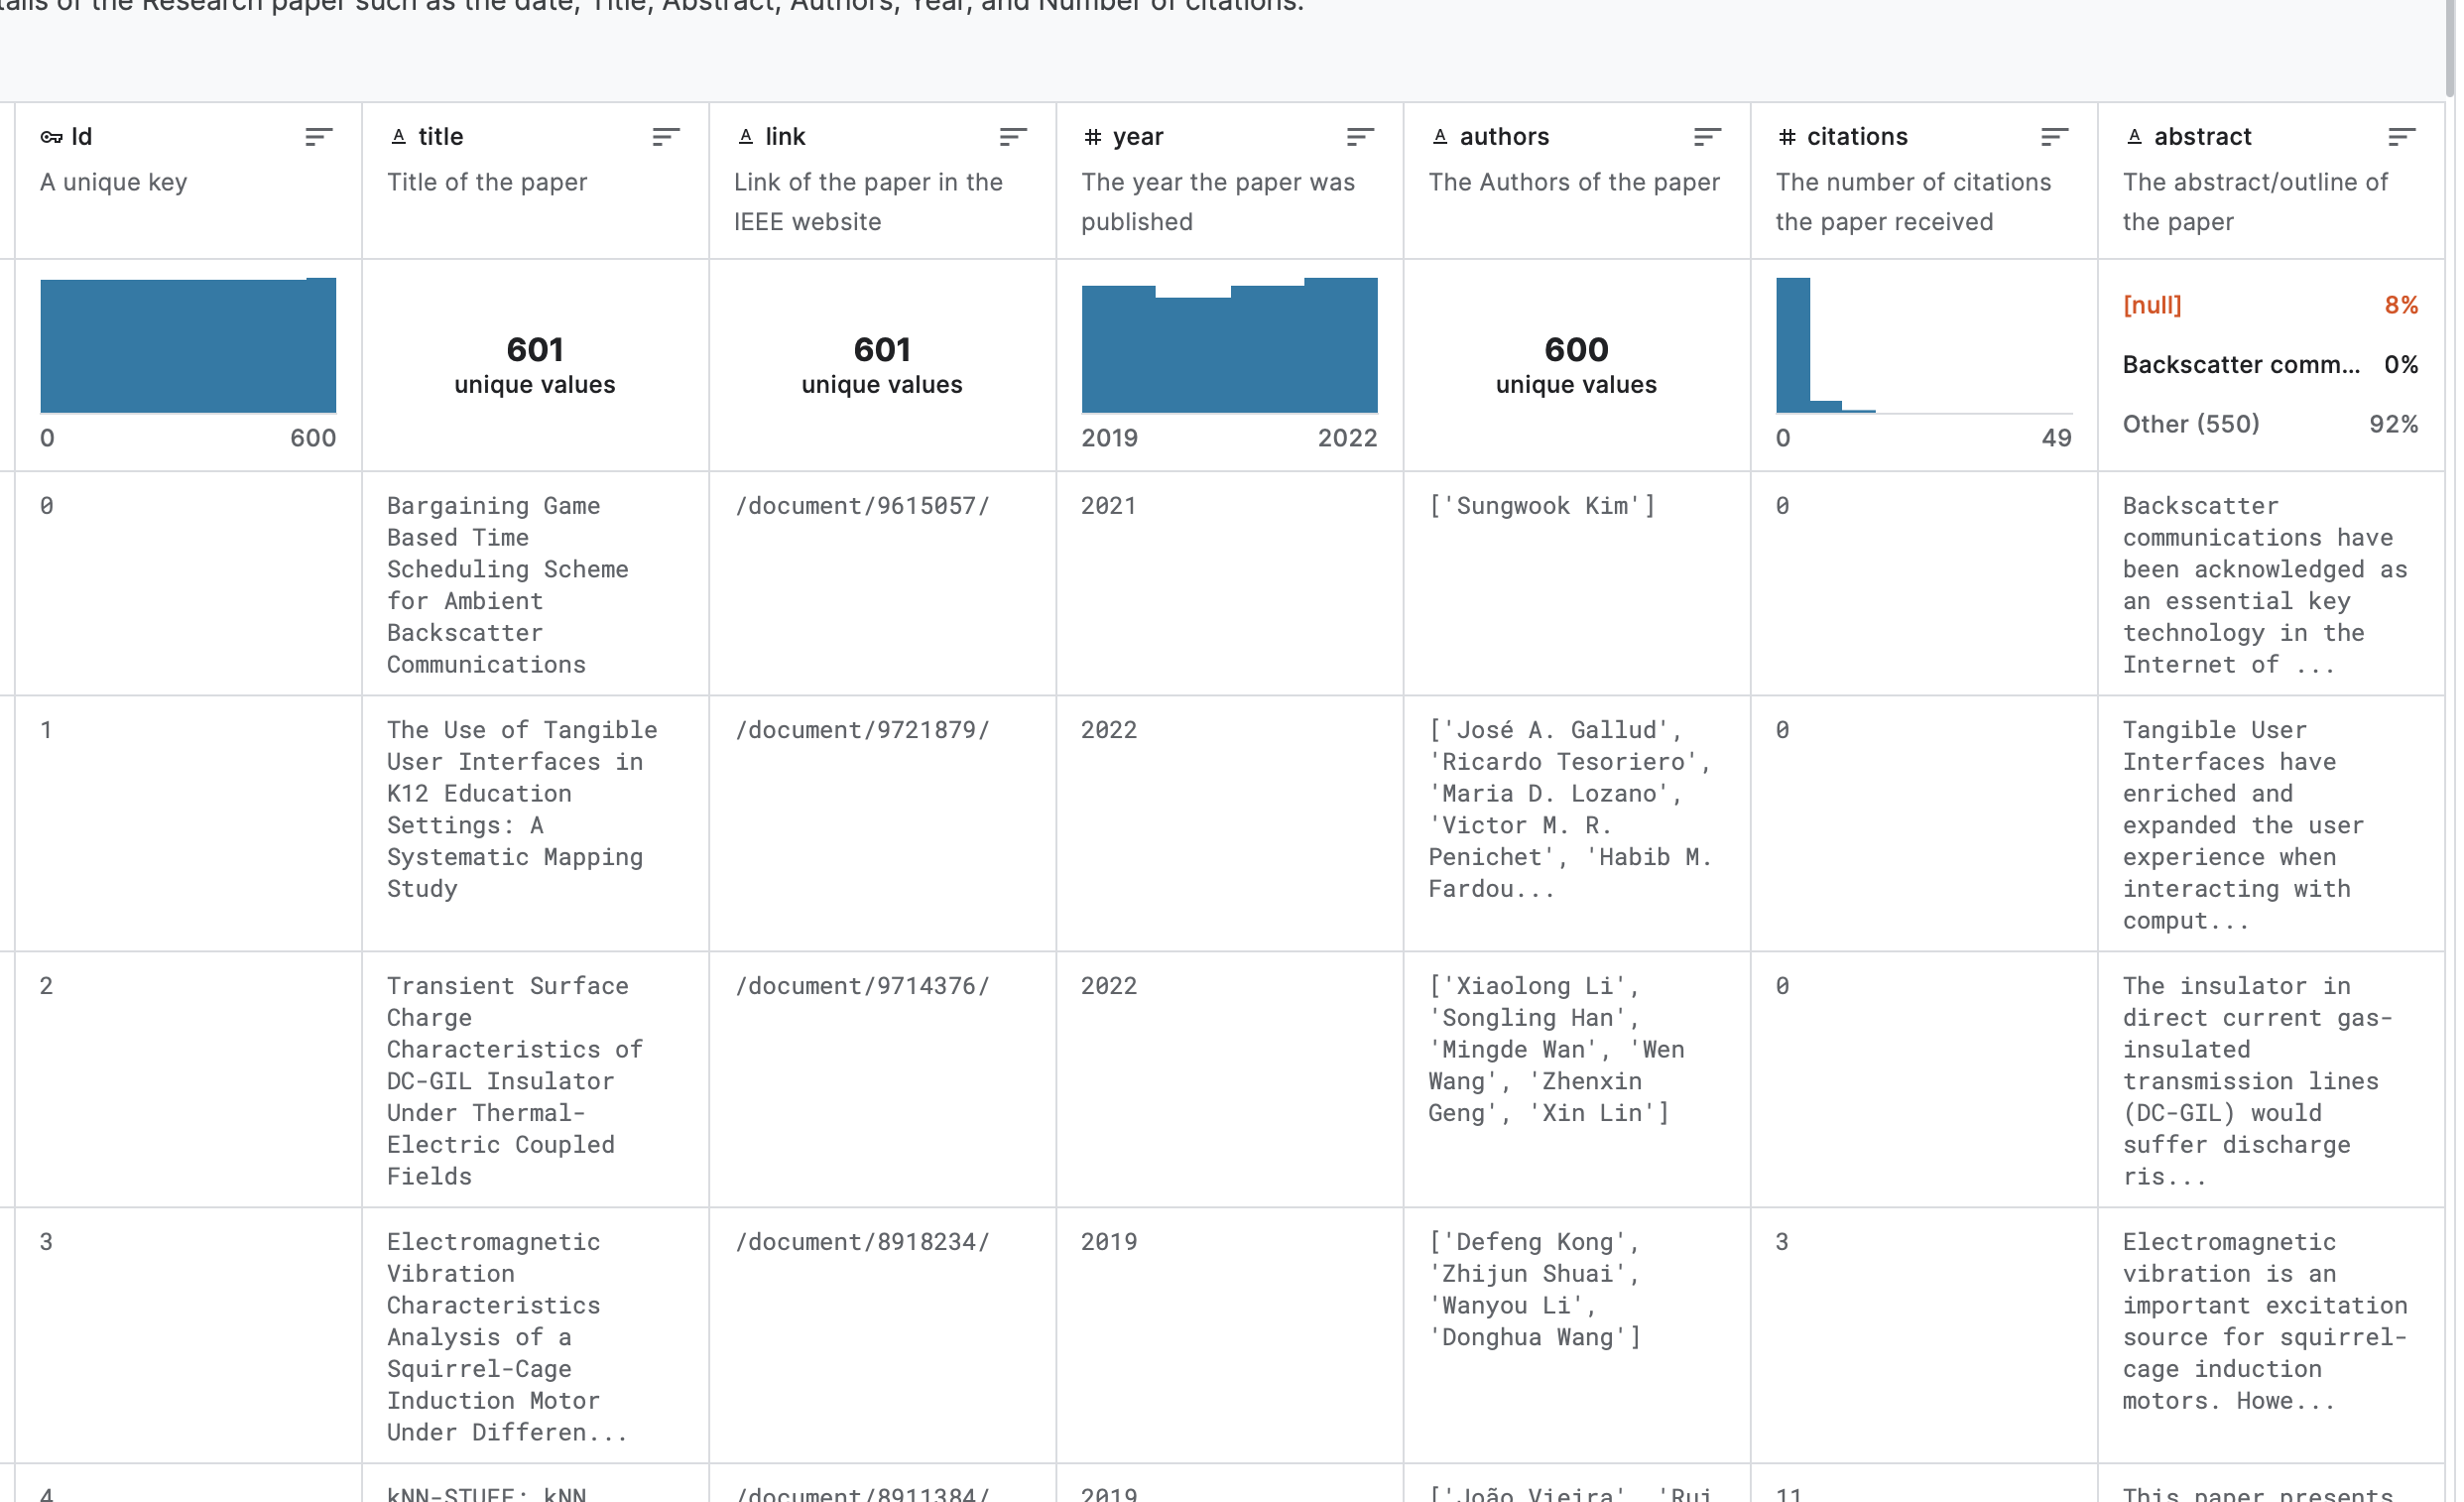 tails of the Research paper such as the date, Title, Abstract, Authors, Year, and Number of citations.
Id
A unique key
title
Title of the paper
link
Link of the paper in the
IEEE website
year
The year the paper was
published
authors
The Authors of the paper
citations
The number of citations
the paper received
abstract
The abstract/outline of
the paper
0 600
601
unique values
601
unique values
2019 2022
600
unique values
0 49
[null] 8%
Backscatter comm... 0%
Other (550) 92%
0
Bargaining Game
Based Time
Scheduling Scheme
for Ambient
Backscatter
Communications
/document/9615057/
2021
['Sungwook Kim']
0
Backscatter
communications have
been acknowledged as
an essential key
technology in the
Internet of ...
1
The Use of Tangible
User Interfaces in
K12 Education
Settings: A
Systematic Mapping
Study
/document/9721879/
2022
['José A. Gallud',
'Ricardo Tesoriero',
'Maria D. Lozano',
'Victor M. R.
Penichet', 'Habib M.
Fardou...
0
Tangible User
Interfaces have
enriched and
expanded the user
experience when
interacting with
comput...
2
Transient Surface
Charge
Characteristics of
DC-GIL Insulator
Under Thermal-
Electric Coupled
Fields
/document/9714376/
2022
['Xiaolong Li',
'Songling Han',
'Mingde Wan', 'Wen
Wang', 'Zhenxin
Geng', 'Xin Lin']
0
The insulator in
direct current gas-
insulated
transmission lines
(DC-GIL) would
suffer discharge
ris...
3
Electromagnetic
Vibration
Characteristics
Analysis of a
Squirrel-Cage
Induction Motor
Under Differen...
/document/8918234/
2019
['Defeng Kong',
'Zhijun Shuai',
'Wanyou Li',
'Donghua Wang']
3
Electromagnetic
vibration is an
important excitation
source for squirrel-
cage induction
motors. Howe...
4
kNN-STUFF: kNN
/document/8911384/
2019
['João Vieira', 'Rui
11
This paper presents